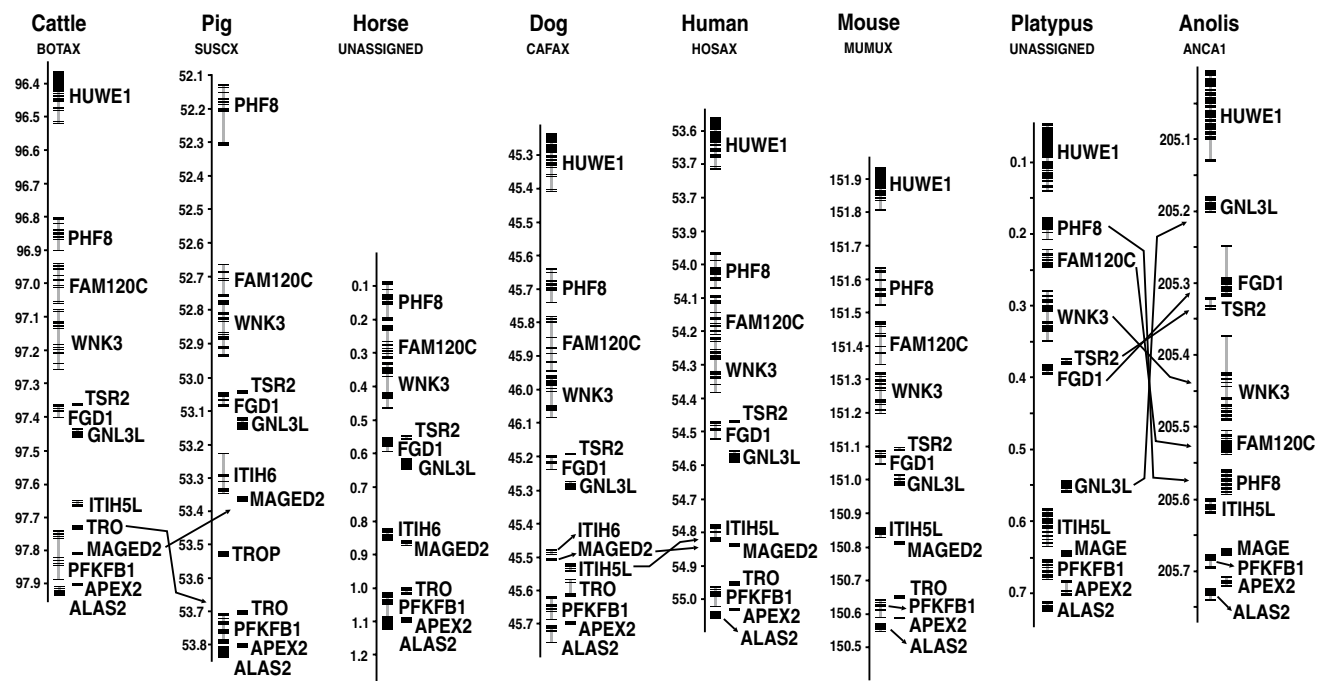 Cattle
BOTAX
96.4
96.5
96.6
96.7
96.8
96.9
97.0
97.1
97.2
97.3
97.4
97.5
97.6
97.7
97.8
97.9
HUWE1
PHF8
FAM120C
WNK3
TSR2
FGD1
GNL3L
ITIH5L
TRO
MAGED2
PFKFB1
APEX2
ALAS2
Pig
SUSCX
52.1
52.2
52.3
52.4
52.5
52.6
52.7
52.8
52.9
53.0
53.1
53.2
53.3
53.4
53.5
53.6
53.7
53.8
PHF8
FAM120C
WNK3
TSR2
FGD1
GNL3L
ITIH6
MAGED2
TROP
TRO
PFKFB1
APEX2
ALAS2
Horse
UNASSIGNED
0.1
0.2
0.3
0.4
0.5
0.6
0.7
0.8
0.9
1.0
1.1
1.2
PHF8
FAM120C
WNK3
TSR2
FGD1
GNL3L
ITIH6
MAGED2
TRO
PFKFB1
APEX2
ALAS2
Dog
CAFAX
45.3
45.4
45.5
45.6
45.7
45.8
45.9
46.0
46.1
45.2
45.3
45.4
45.5
45.6
45.7
HUWE1
PHF8
FAM120C
WNK3
TSR2
FGD1
GNL3L
ITIH6
MAGED2
ITIH5L
TRO
PFKFB1
APEX2
ALAS2
Human
HOSAX
53.6
53.7
53.7
53.8
54.0
54.1
54.2
54.3
54.4
54.5
54.6
54.7
54.8
54.9
55.0
HUWE1
PHF8
FAM120C
WNK3
TSR2
FGD1
GNL3L
ITIH5L
MAGED2
TRO
PFKFB1
APEX2
ALAS2
Mouse
MUMUX
151.9
151.8
151.7
151.6
151.5
151.4
151.3
151.2
151.1
151.0
150.9
150.8
150.7
150.6
150.5
HUWE1
PHF8
FAM120C
WNK3
TSR2
FGD1
GNL3L
ITIH5L
MAGED2
TRO
PFKFB1
APEX2
ALAS2
Platypus
UNASSIGNED
0.1
0.2
0.3
0.4
0.5
0.6
0.7
HUWE1
PHF8
FAM120C
WNK3
TSR2
FGD1
GNL3L
ITIH5L
MAGE
PFKFB1
APEX2
ALAS2
Anolis
ANCA1
205.1
205.2
205.3
205.4
205.5
205.6
205.7
HUWE1
GNL3L
FGD1
TSR2
WNK3
FAM120C
PHF8
ITIH5L
MAGE
PFKFB1
APEX2
ALAS2